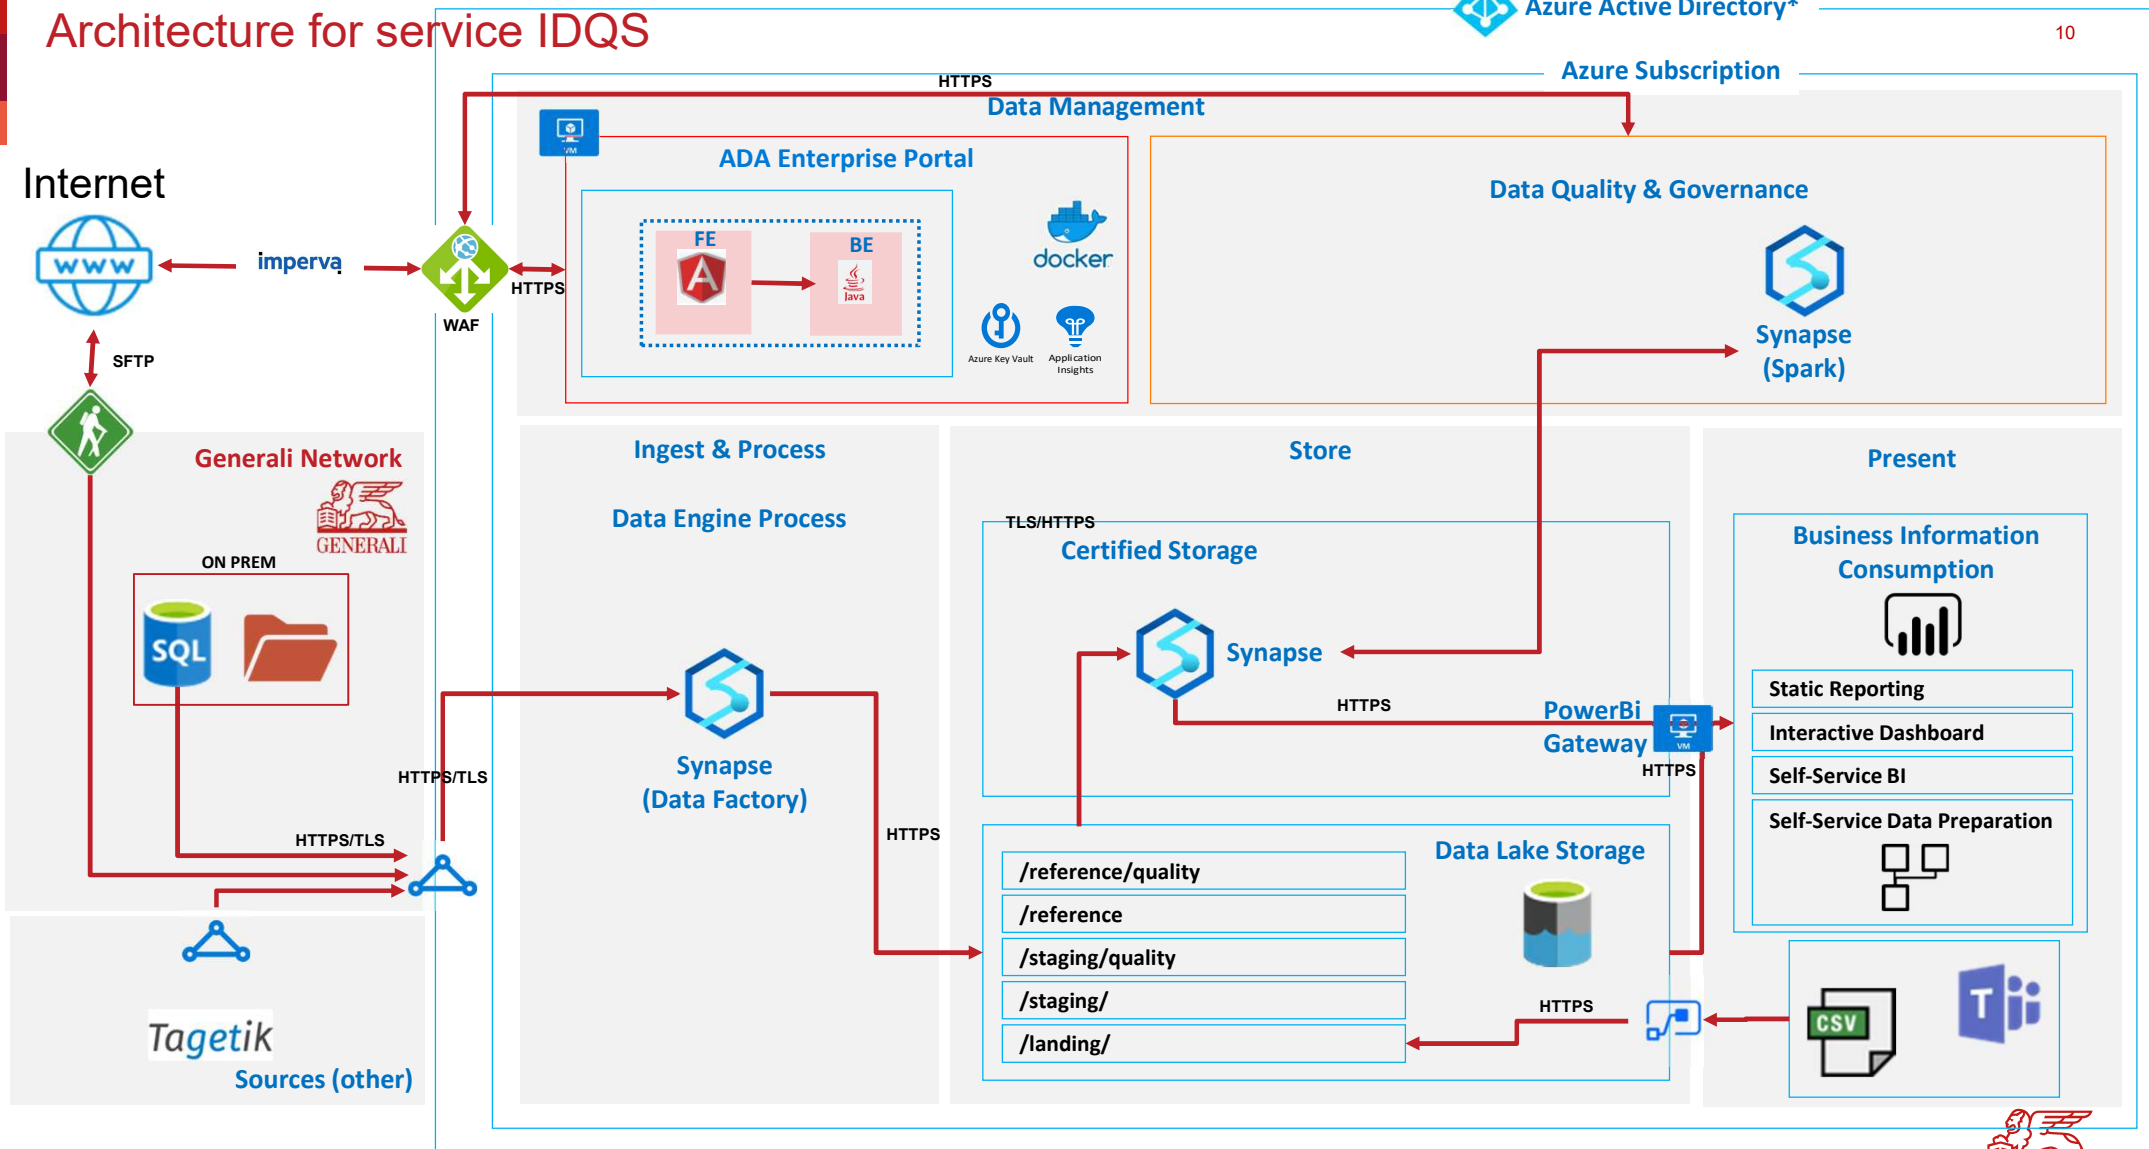 Architecture for service IDQS
Azure Active Directory*
10
Azure Subscription
HTTPS
Data Management
VM
ADA Enterprise Portal
FE
BE
Java
docker
Azure Key Vault
Application
Insights
Data Quality & Governance
Synapse
(Spark)
Internet
www
imperva
WAF
HTTPS
SFTP
Generali Network
GENERALI
ON PREM
SQL
HTTPS/TLS
HTTPS/TLS
Tagetik
Sources (other)
Ingest & Process
Data Engine Process
Synapse
(Data Factory)
HTTPS
Store
TLS/HTTPS
Certified Storage
Synapse
HTTPS
PowerBi
Gateway
VM
HTTPS
Data Lake Storage
/reference/quality
/reference
/staging/quality
/staging/
/landing/
HTTPS
Present
Business Information
Consumption
Static Reporting
Interactive Dashboard
Self-Service BI
Self-Service Data Preparation
CSV
T